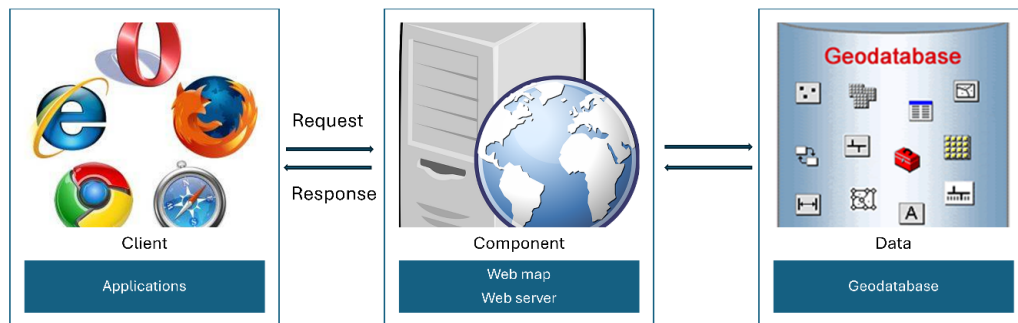 Geodatabase
Request
Response
A
Client
Component
Data
Applications
Web map
Web server
Geodatabase